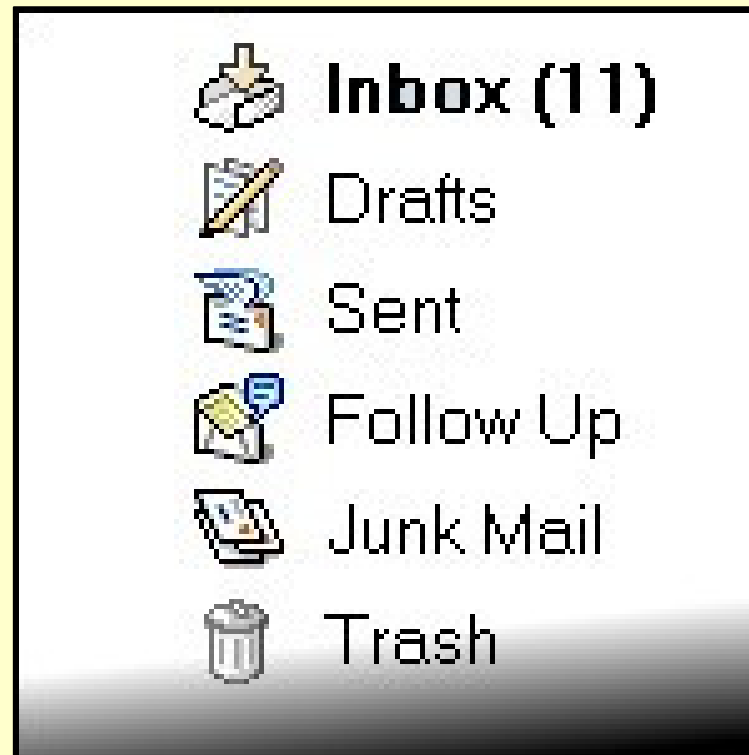 Inbox (11)
Drafts
Sent
Follow Up
Junk Mail
Trash